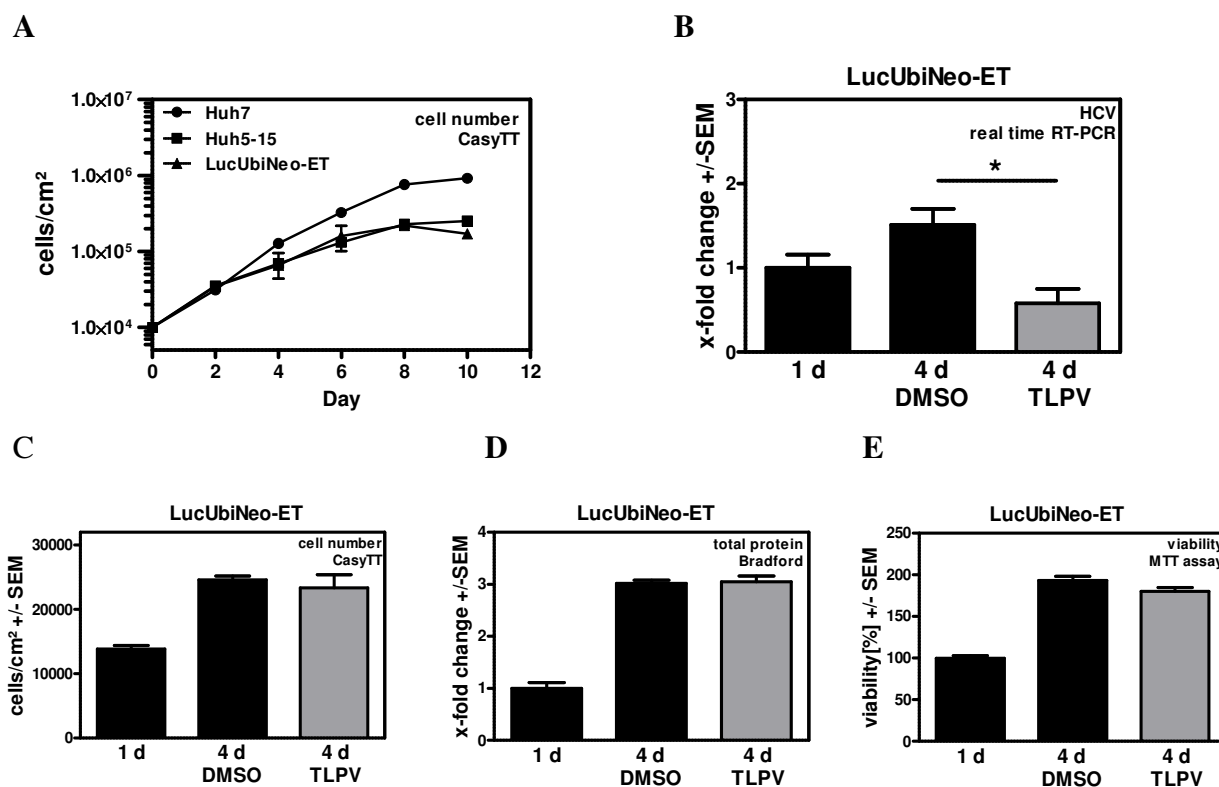 A
1.0×10⁷
1.0×10⁶
1.0×10⁵
1.0×10⁴
cells/cm²
Huh7
Huh5-15
LucUbiNeo-ET
cell number
CasyTT
0 2 4 6 8 10 12
Day
B
LucUbiNeo-ET
HCV
real time RT-PCR
*
x-fold change +/-SEM
3
2
1
0
1 d 4 d 4 d
DMSO TLPV
C
LucUbiNeo-ET
cell number
CasyTT
cells/cm² +/- SEM
30000
20000
10000
0
1 d 4 d 4 d
DMSO TLPV
D
LucUbiNeo-ET
total protein
Bradford
x-fold change +/-SEM
4
3
2
1
0
1 d 4 d 4 d
DMSO TLPV
E
LucUbiNeo-ET
viability
MTT assay
viability[%] +/- SEM
250
200
150
100
50
0
1 d 4 d 4 d
DMSO TLPV